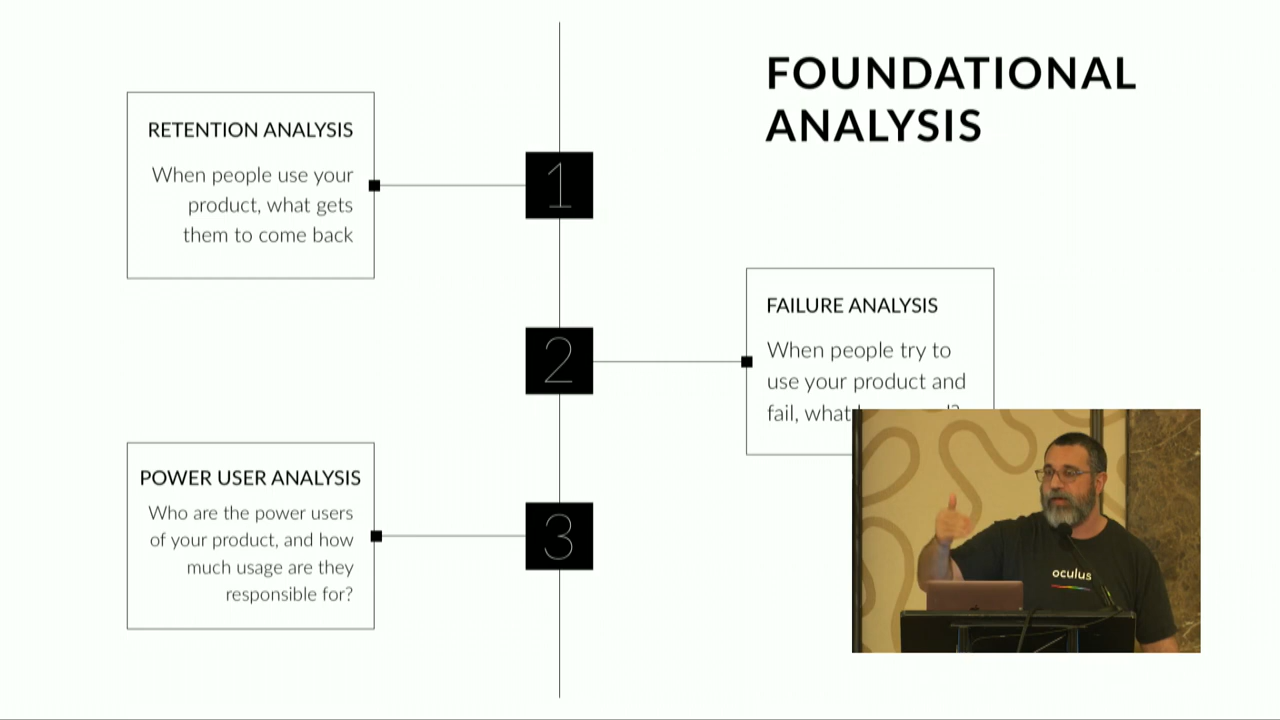 FOUNDATIONAL
ANALYSIS
RETENTION ANALYSIS
When people use your
product, what gets
them to come back
1
FAILURE ANALYSIS
When people try to
use your product and
fail, what
2
POWER USER ANALYSIS
Who are the power users
of your product, and how
much usage are they
responsible for?
3
oculus